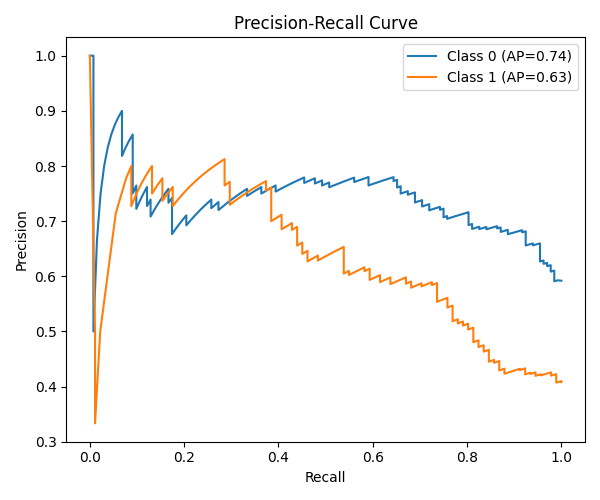 Precision-Recall Curve
Class 0 (AP=0.74)
Class 1 (AP=0.63)
Precision
1.0
0.9
0.8
0.7
0.6
0.5
0.4
0.3
0.0 0.2 0.4 0.6 0.8 1.0
Recall